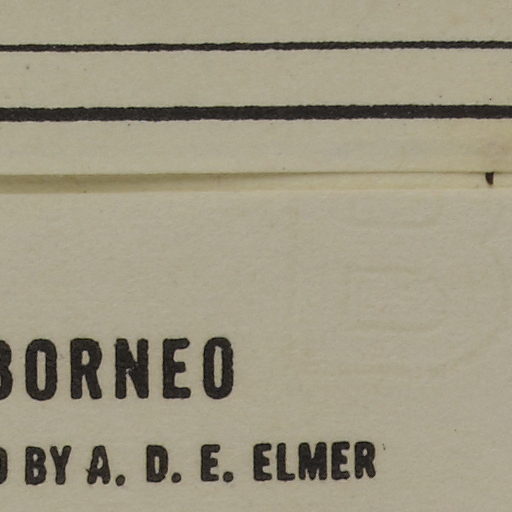 BORNEO
BY A. D. E. ELMER